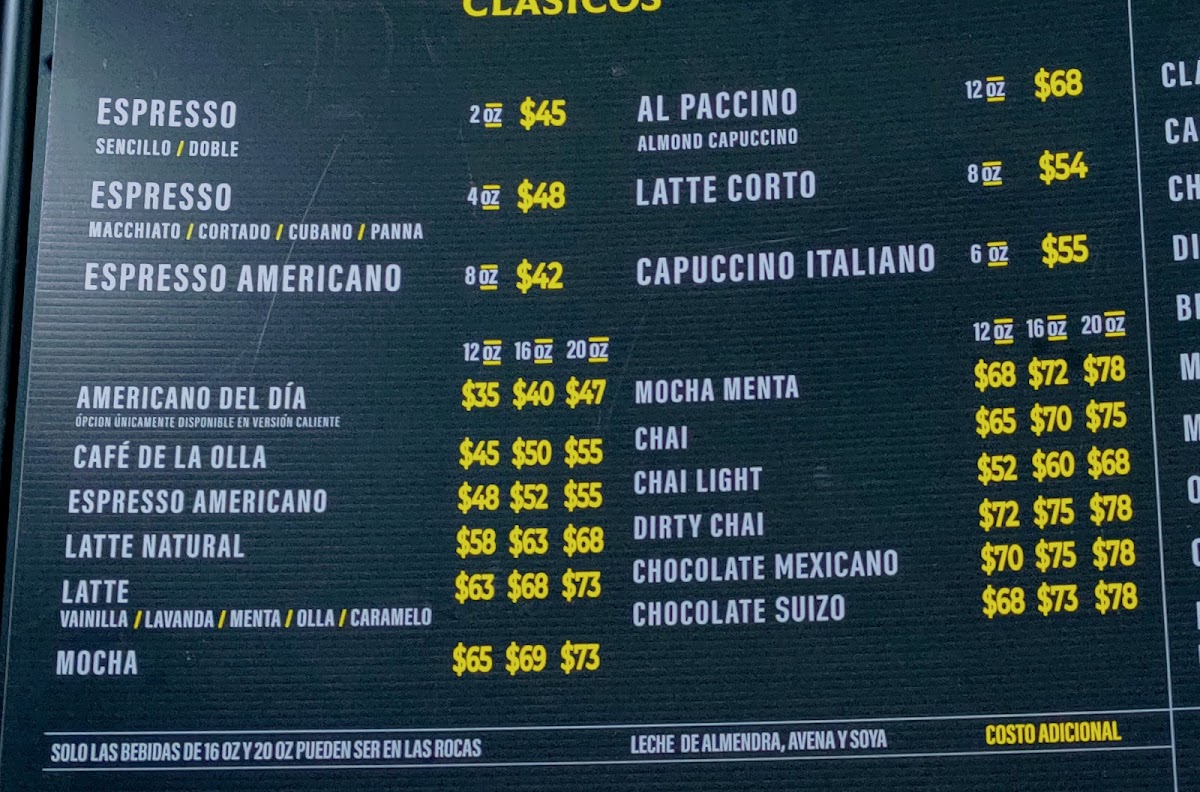 CLÁSICOS
ESPRESSO 2 OZ $45
SENCILLO / DOBLE
ESPRESSO 4 OZ $48
MACCHIATO / CORTADO / CUBANO / PANNA
ESPRESSO AMERICANO 8 OZ $42
12 OZ 16 OZ 20 OZ
AMERICANO DEL DÍA $35 $40 $47
OPCIÓN ÚNICAMENTE DISPONIBLE EN VERSIÓN CALIENTE
CAFÉ DE LA OLLA $45 $50 $55
ESPRESSO AMERICANO $48 $52 $55
LATTE NATURAL $58 $63 $68
LATTE $63 $68 $73
VAINILLA / LAVANDA / MENTA / OLLA / CARAMELO
MOCHA $65 $69 $73
AL PACCINO 12 OZ $68
ALMOND CAPUCCINO
LATTE CORTO 8 OZ $54
CAPUCCINO ITALIANO 6 OZ $55
12 OZ 16 OZ 20 OZ
MOCHA MENTA $68 $72 $78
CHAI $65 $70 $75
CHAI LIGHT $52 $60 $68
DIRTY CHAI $72 $75 $78
CHOCOLATE MEXICANO $70 $75 $78
CHOCOLATE SUIZO $68 $73 $78
SOLO LAS BEBIDAS DE 16 OZ Y 20 OZ PUEDEN SER EN LAS ROCAS
LECHE DE ALMENDRA, AVENA Y SOYA COSTO ADICIONAL